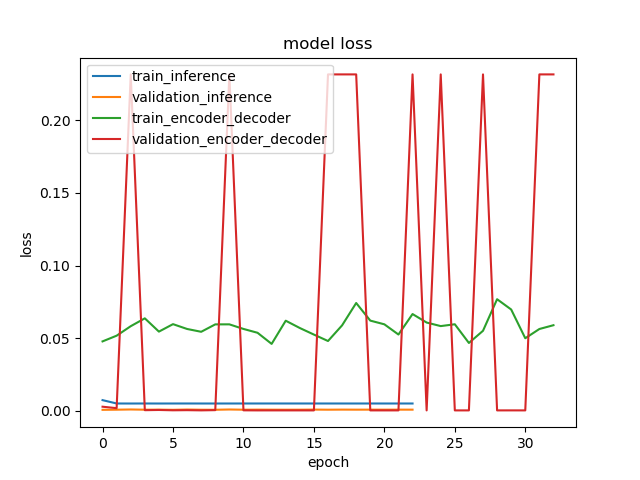 model loss
train_inference
validation_inference
train_encoder_decoder
validation_encoder_decoder
0.20
0.15
0.10
0.05
0.00
loss
0 5 10 15 20 25 30
epoch